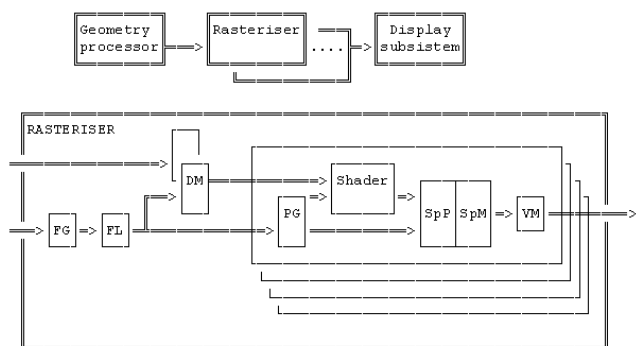 Geometry
processor
Rasteriser
....
Display
subsistem
RASTERISER
DM
Shader
FG
FL
PG
SpP
SpM
VM